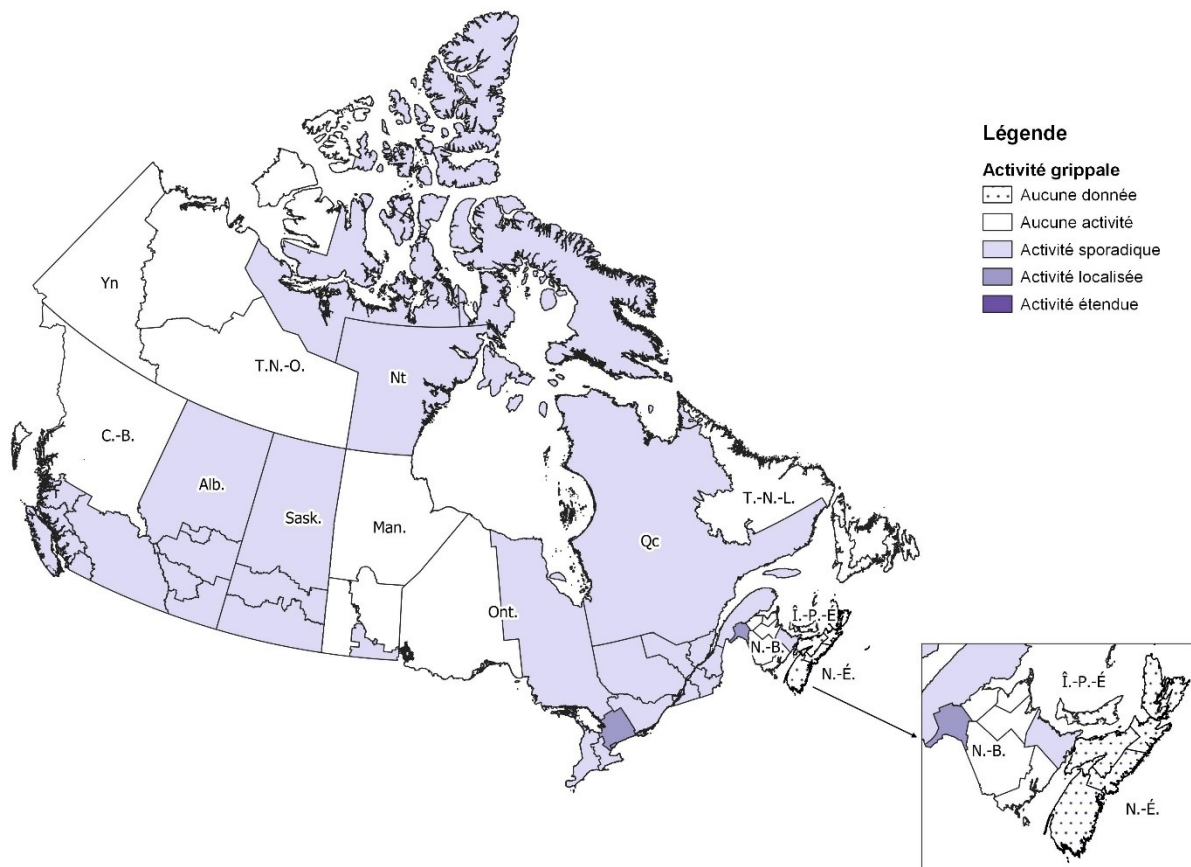 Légende
Activité grippale
Aucune donnée
Aucune activité
Activité sporadique
Activité localisée
Activité étendue
Yn
T.N.-O.
Nt
C.-B.
Alb.
Sask.
Man.
T.-N.-L.
Qc
Ont.
Î.-P.-É
N.-B.
N.-É.
Î.-P.-É
N.-B.
N.-É.